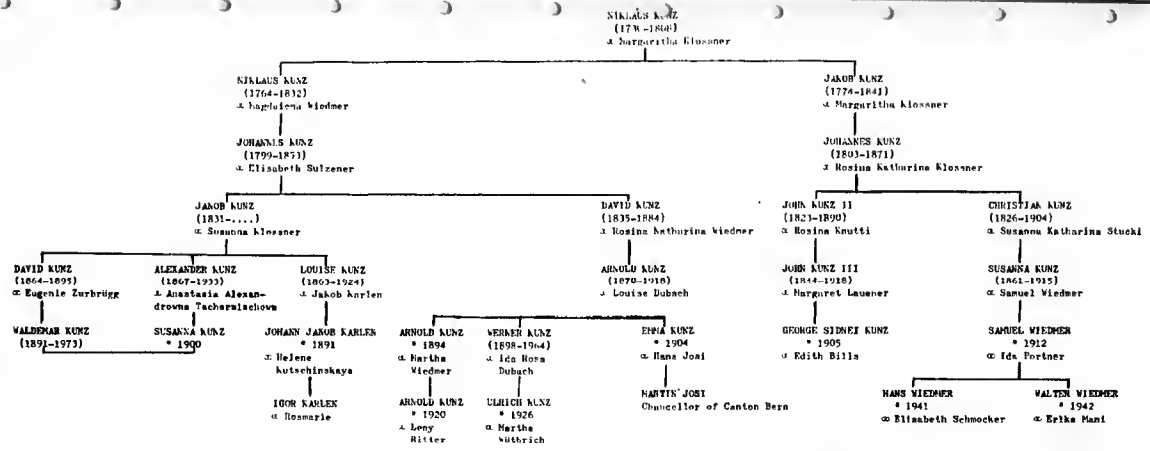 NIKLAUS KUNZ
Margaritha Klossner
NIKLAUS KUNZ
(1764-1832)
Magdalena Wiedmer
JAKOB KUNZ
(1774-1841)
Margaritha Klossner
JOHANNES KUNZ
(1799-1853)
Elisabeth Sulzener
JOHANNES KUNZ
(1803-1871)
Rosina Katharina Klossner
JAKOB KUNZ
(1831-....)
Susanna Klossner
DAVID KUNZ
(1835-1884)
Rosina Katharina Wiedmer
JOHN KUNZ II
(1823-1890)
Rosina Knutti
CHRISTIAN KUNZ
(1826-1904)
Susanna Katharina Stucki
DAVID KUNZ
(1864-1895)
∞ Eugenie Zurbrügg
ALEXANDER KUNZ
(1867-1933)
Anastasia Alexan-
drowna Tschernischowa
LOUISE KUNZ
(1863-1924)
Jakob Karlen
ARNOLD KUNZ
(1870-1918)
Louise Dubach
JOHN KUNZ III
(1844-1918)
Margaret Lauener
SUSANNA KUNZ
(1861-1915)
∞ Samuel Wiedmer
WALDEMAR KUNZ
(1891-1973)
SUSANNA KUNZ
* 1900
JOHANN JAKOB KARLEN
* 1891
Helene
Kutschinskaya
ARNOLD KUNZ
* 1894
Martha
Wiedmer
WERNER KUNZ
(1898-1964)
Ida Rosa
Dubach
EMMA KUNZ
* 1904
Hans Josi
GEORGE SIDNEY KUNZ
* 1905
Edith Bills
SAMUEL WIEDMER
* 1912
∞ Ida Portner
IGOR KARLEN
Rosmarie
ARNOLD KUNZ
* 1920
Leny
Ritter
ULRICH KUNZ
* 1926
Martha
Wüthrich
MARTIN JOSI
Chancellor of Canton Bern
HANS WIEDMER
* 1941
∞ Elisabeth Schmocker
WALTER WIEDMER
* 1942
∞ Erika Mani